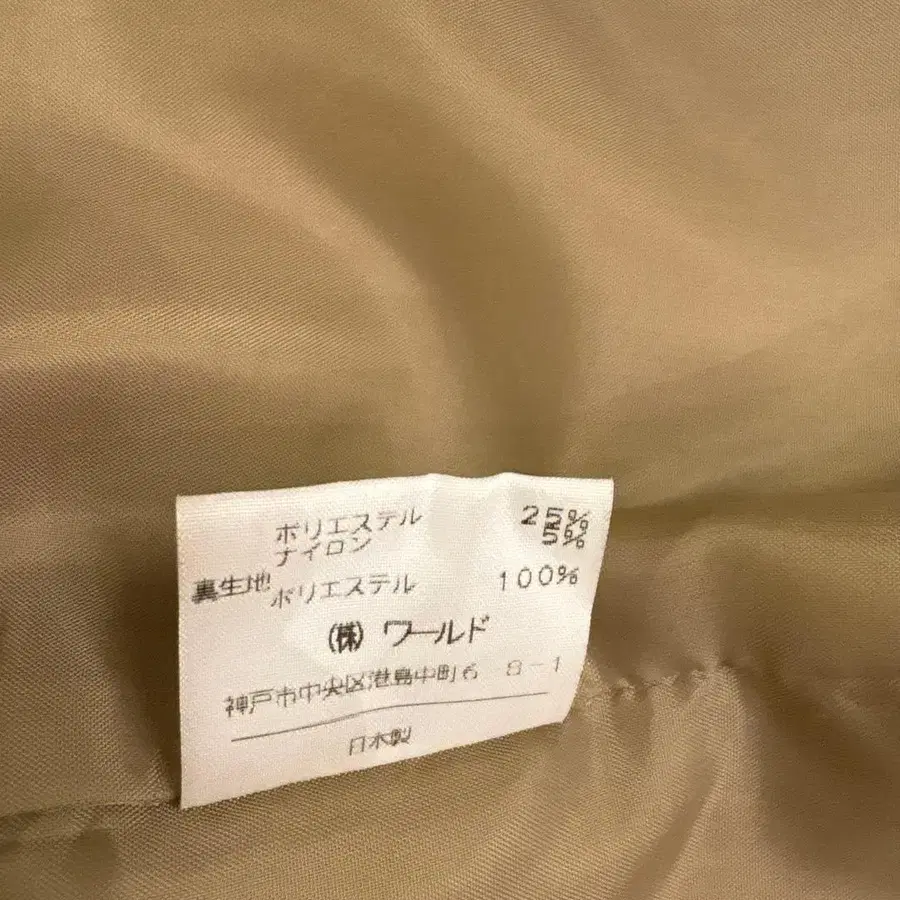 ポリエステル 25%
ナイロン 5%
裏生地 ポリエステル 100%
(株) ワールド
神戸市中央区港島中町6 8-1
日本製